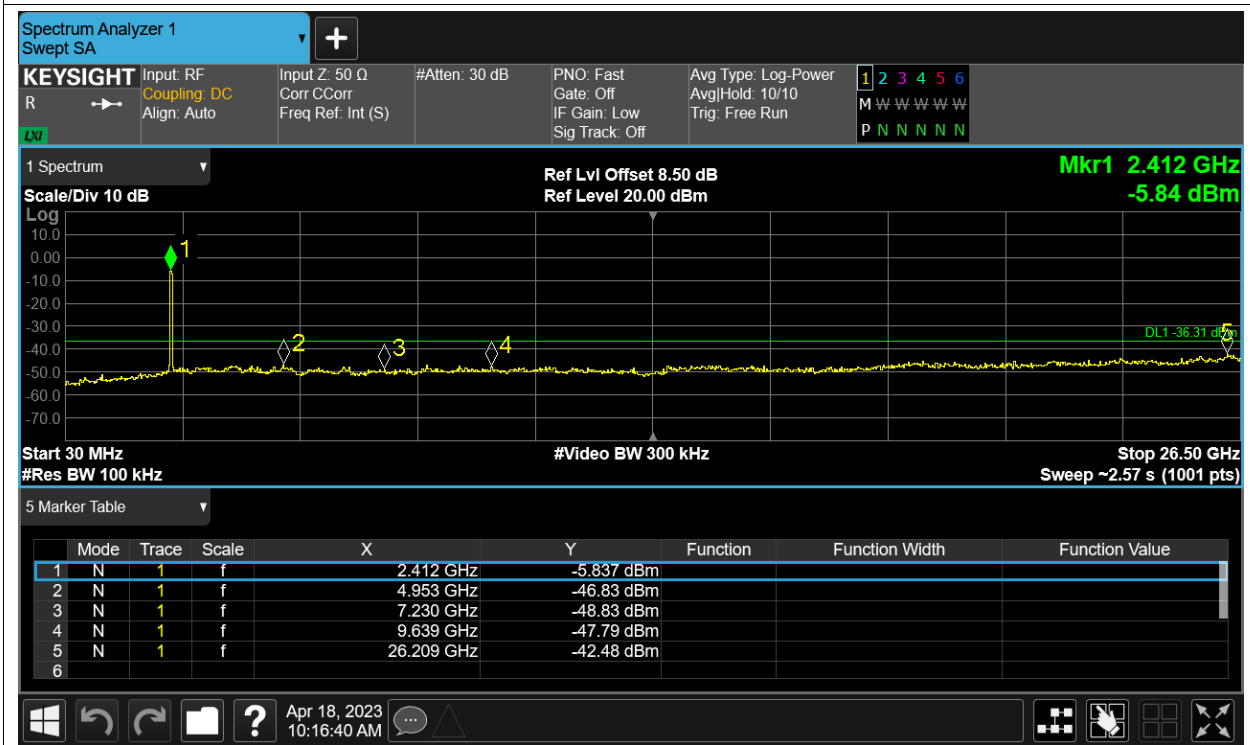 Spectrum Analyzer 1
Swept SA
KEYSIGHT
R
LXI
Input: RF
Coupling: DC
Align: Auto
Input Z: 50 Ω
Corr CCorr
Freq Ref: Int (S)
#Atten: 30 dB
PNO: Fast
Gate: Off
IF Gain: Low
Sig Track: Off
Avg Type: Log-Power
Avg|Hold: 10/10
Trig: Free Run
1 2 3 4 5 6
M W W W W W
P N N N N N
1 Spectrum
Scale/Div 10 dB
Ref Lvl Offset 8.50 dB
Ref Level 20.00 dBm
Mkr1 2.412 GHz
-5.84 dBm
Log
10.0
0.00
-10.0
-20.0
-30.0
-40.0
-50.0
-60.0
-70.0
1
2
3
4
5
DL1 -36.31 dBm
Start 30 MHz
#Res BW 100 kHz
#Video BW 300 kHz
Stop 26.50 GHz
Sweep ~2.57 s (1001 pts)
5 Marker Table
Mode Trace Scale X Y Function Function Width Function Value
1 N 1 f 2.412 GHz -5.837 dBm
2 N 1 f 4.953 GHz -46.83 dBm
3 N 1 f 7.230 GHz -48.83 dBm
4 N 1 f 9.639 GHz -47.79 dBm
5 N 1 f 26.209 GHz -42.48 dBm
6
?
Apr 18, 2023
10:16:40 AM